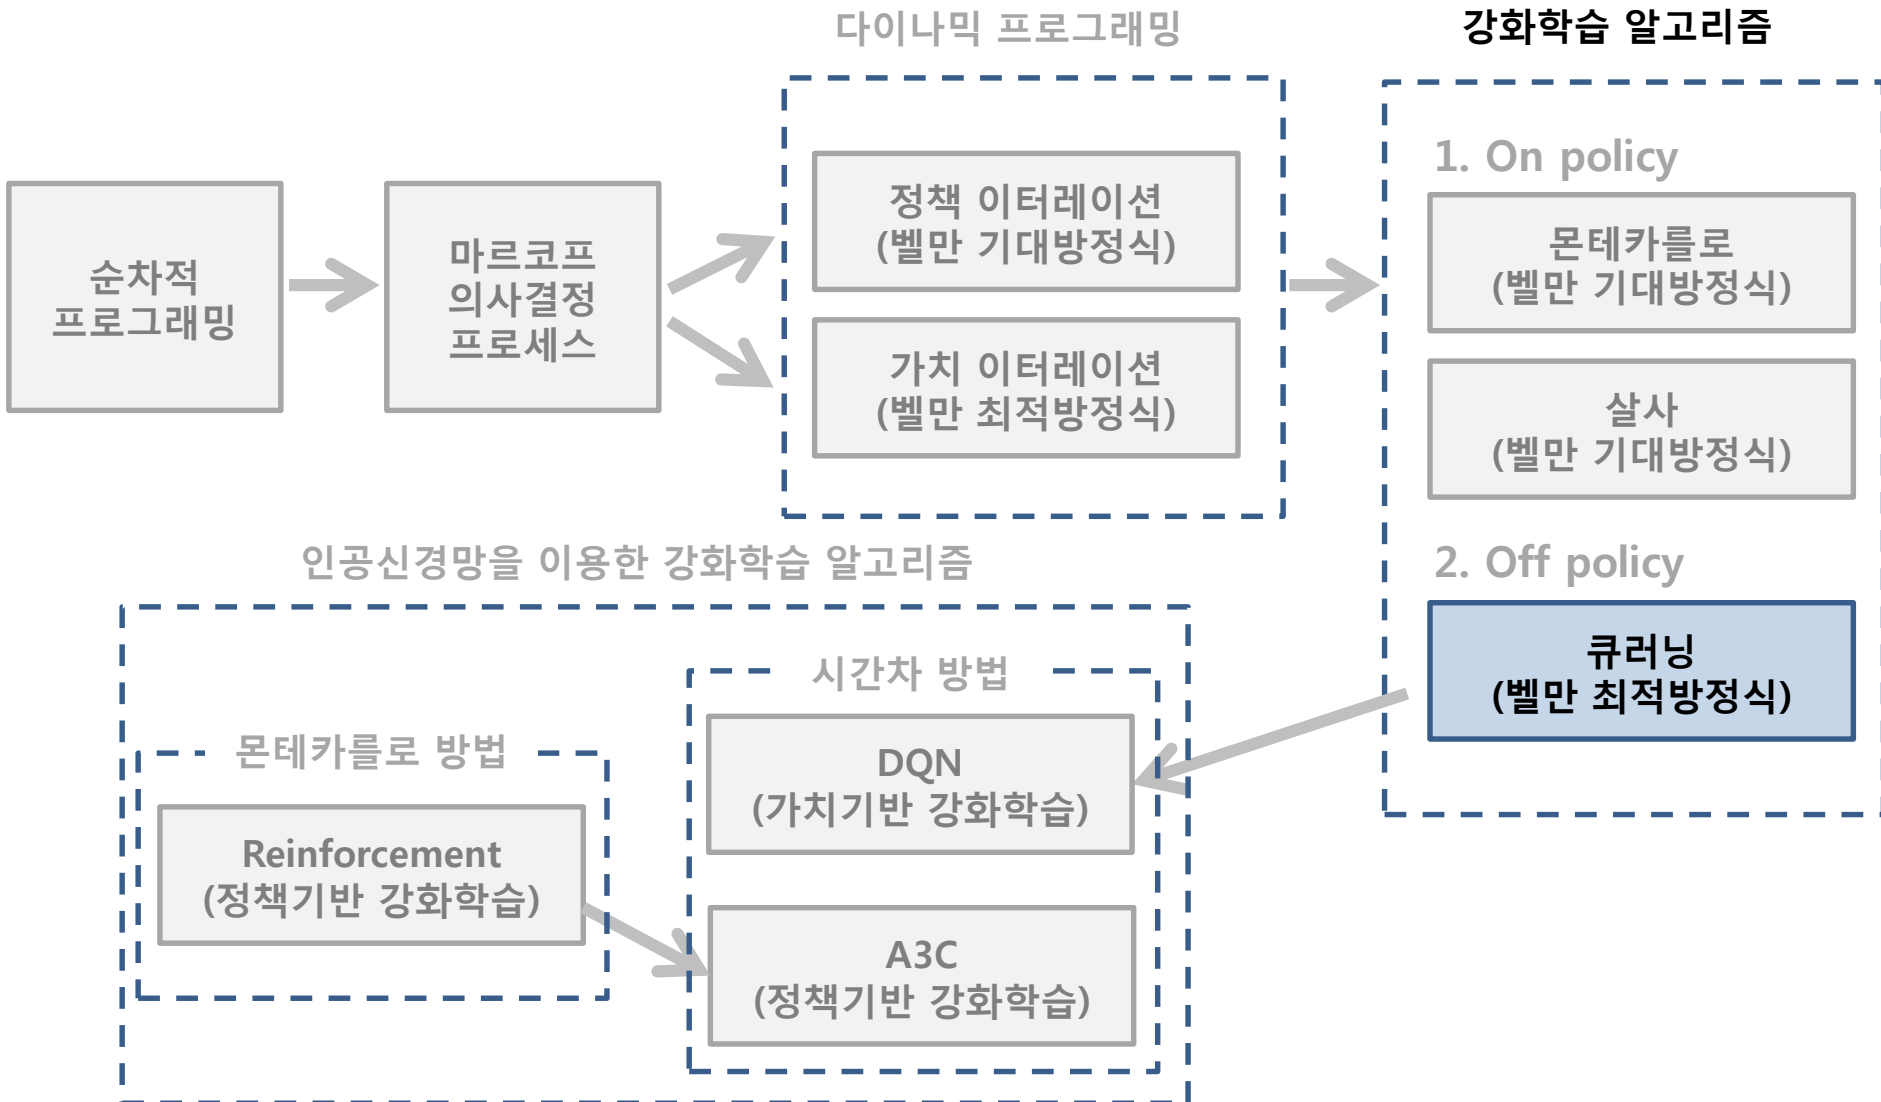 다이나믹 프로그래밍
강화학습 알고리즘
순차적
프로그래밍
마르코프
의사결정
프로세스
정책 이터레이션
(벨만 기대방정식)
가치 이터레이션
(벨만 최적방정식)
1. On policy
몬테카를로
(벨만 기대방정식)
살사
(벨만 기대방정식)
2. Off policy
큐러닝
(벨만 최적방정식)
인공신경망을 이용한 강화학습 알고리즘
시간차 방법
DQN
(가치기반 강화학습)
몬테카를로 방법
Reinforcement
(정책기반 강화학습)
A3C
(정책기반 강화학습)